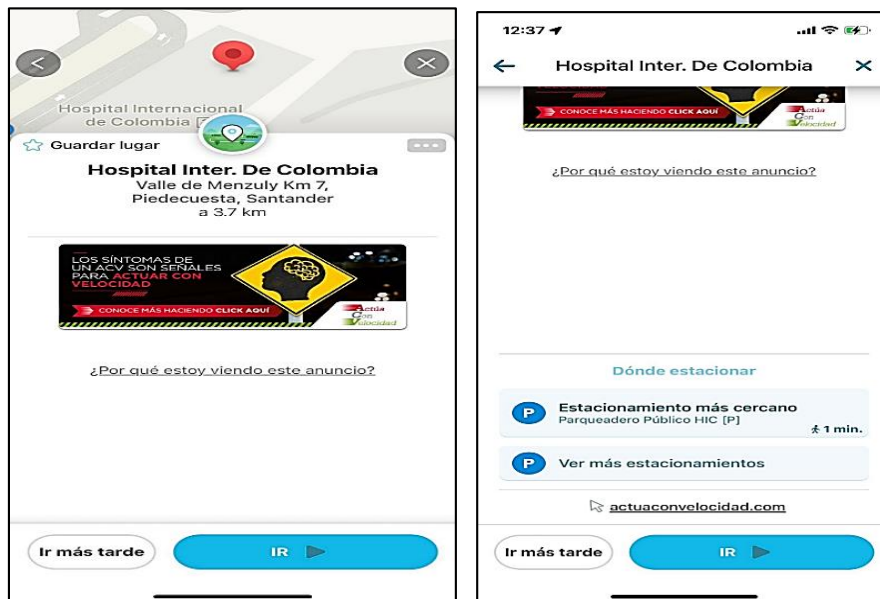 Hospital Internacional
de Colombia
Guardar lugar
Hospital Inter. De Colombia
Valle de Menzuly Km 7,
Piedecuesta, Santander
a 3.7 km
LOS SÍNTOMAS DE
UN ACV SON SEÑALES
PARA ACTUAR CON
VELOCIDAD
CONOCE MÁS HACIENDO CLICK AQUÍ
Actúa
Con
Velocidad
¿Por qué estoy viendo este anuncio?
Ir más tarde
IR
12:37
Hospital Inter. De Colombia
CONOCE MÁS HACIENDO CLICK AQUÍ
Actúa
Con
Velocidad
¿Por qué estoy viendo este anuncio?
Dónde estacionar
P
Estacionamiento más cercano
Parqueadero Público HIC [P]
1 min.
P
Ver más estacionamientos
actuaconvelocidad.com
Ir más tarde
IR